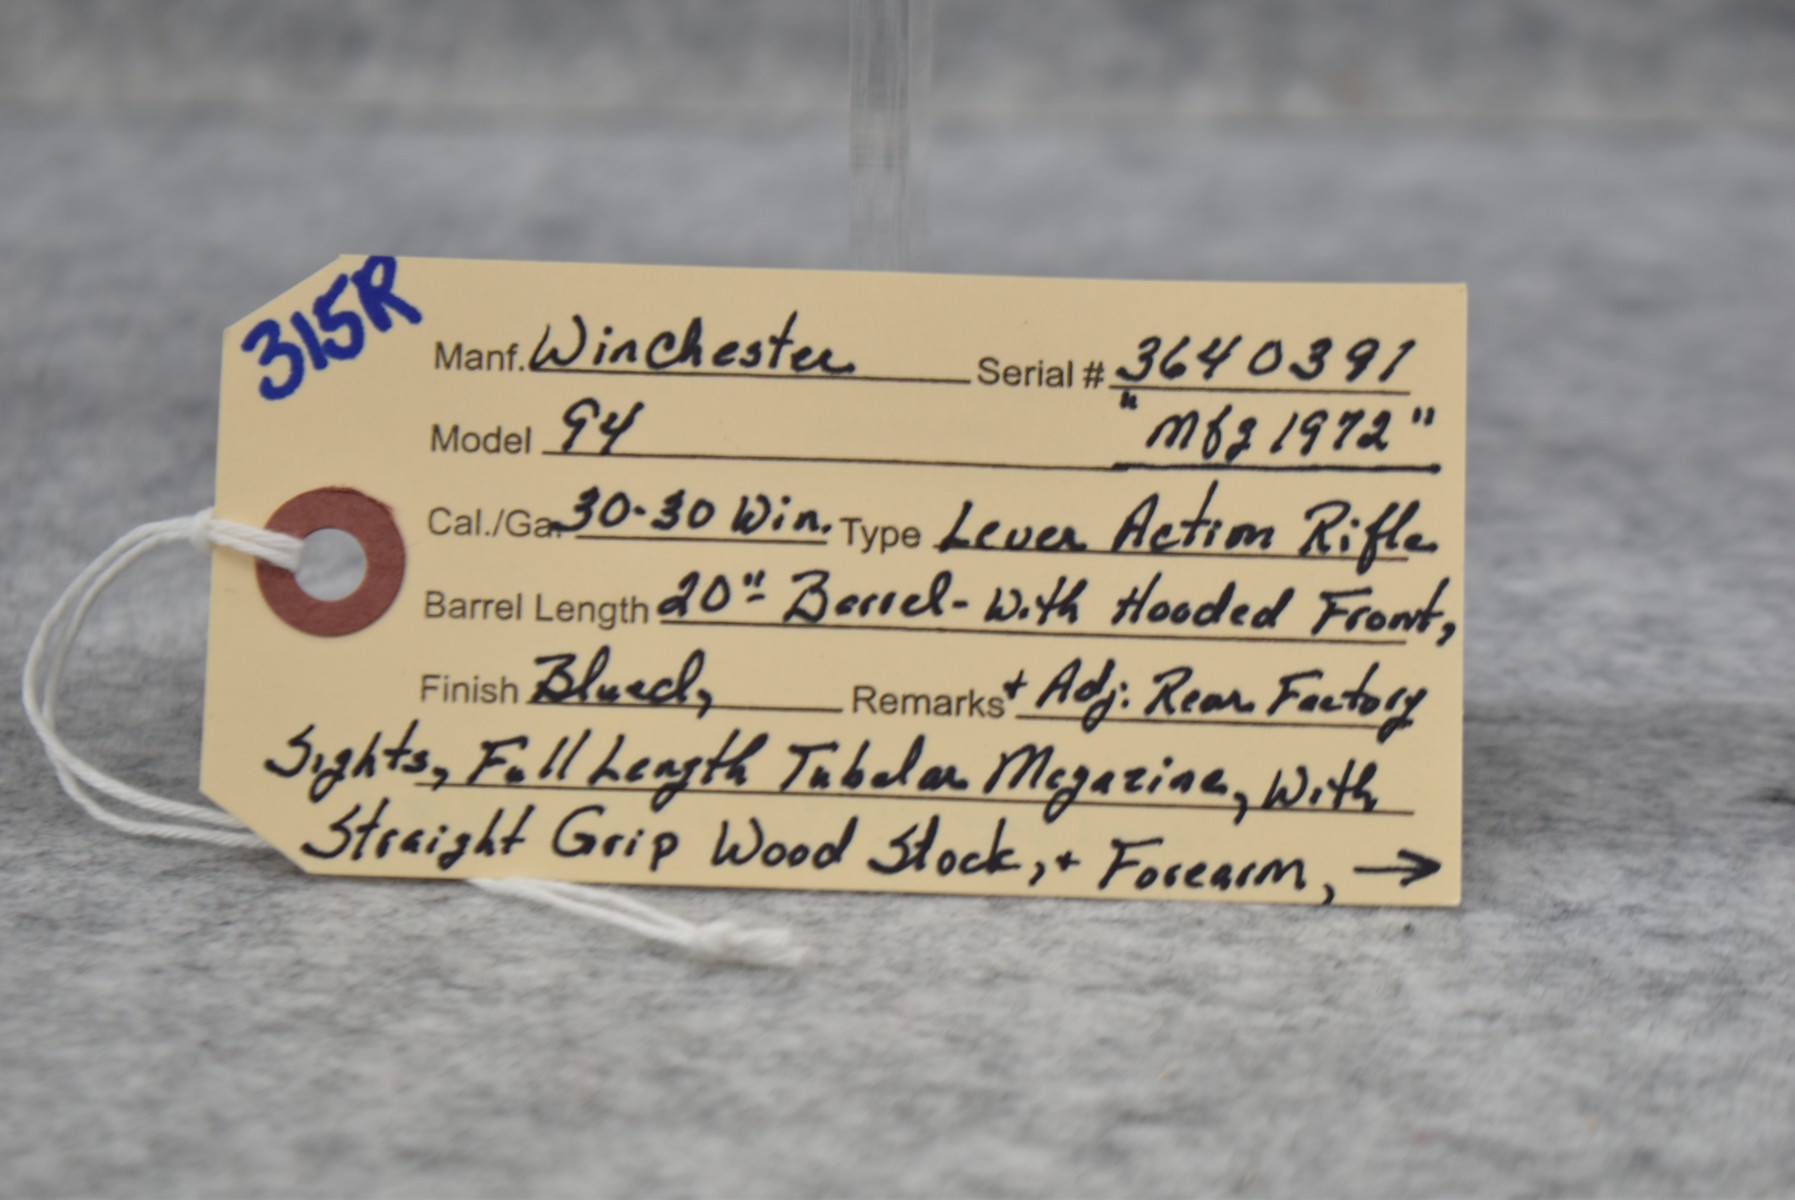 315R
Manf. Winchester Serial # 3640391
Model 94 "Mfg 1972"
Cal./Ga. 30-30 Win. Type Lever Action Rifle
Barrel Length 20"- Barrel- With Hooded Front,
Finish Blued, Remarks + Adj. Rear Factory
Sights, Full Length Tubular Magazine, With
Straight Grip Wood Stock, + Forearm, →